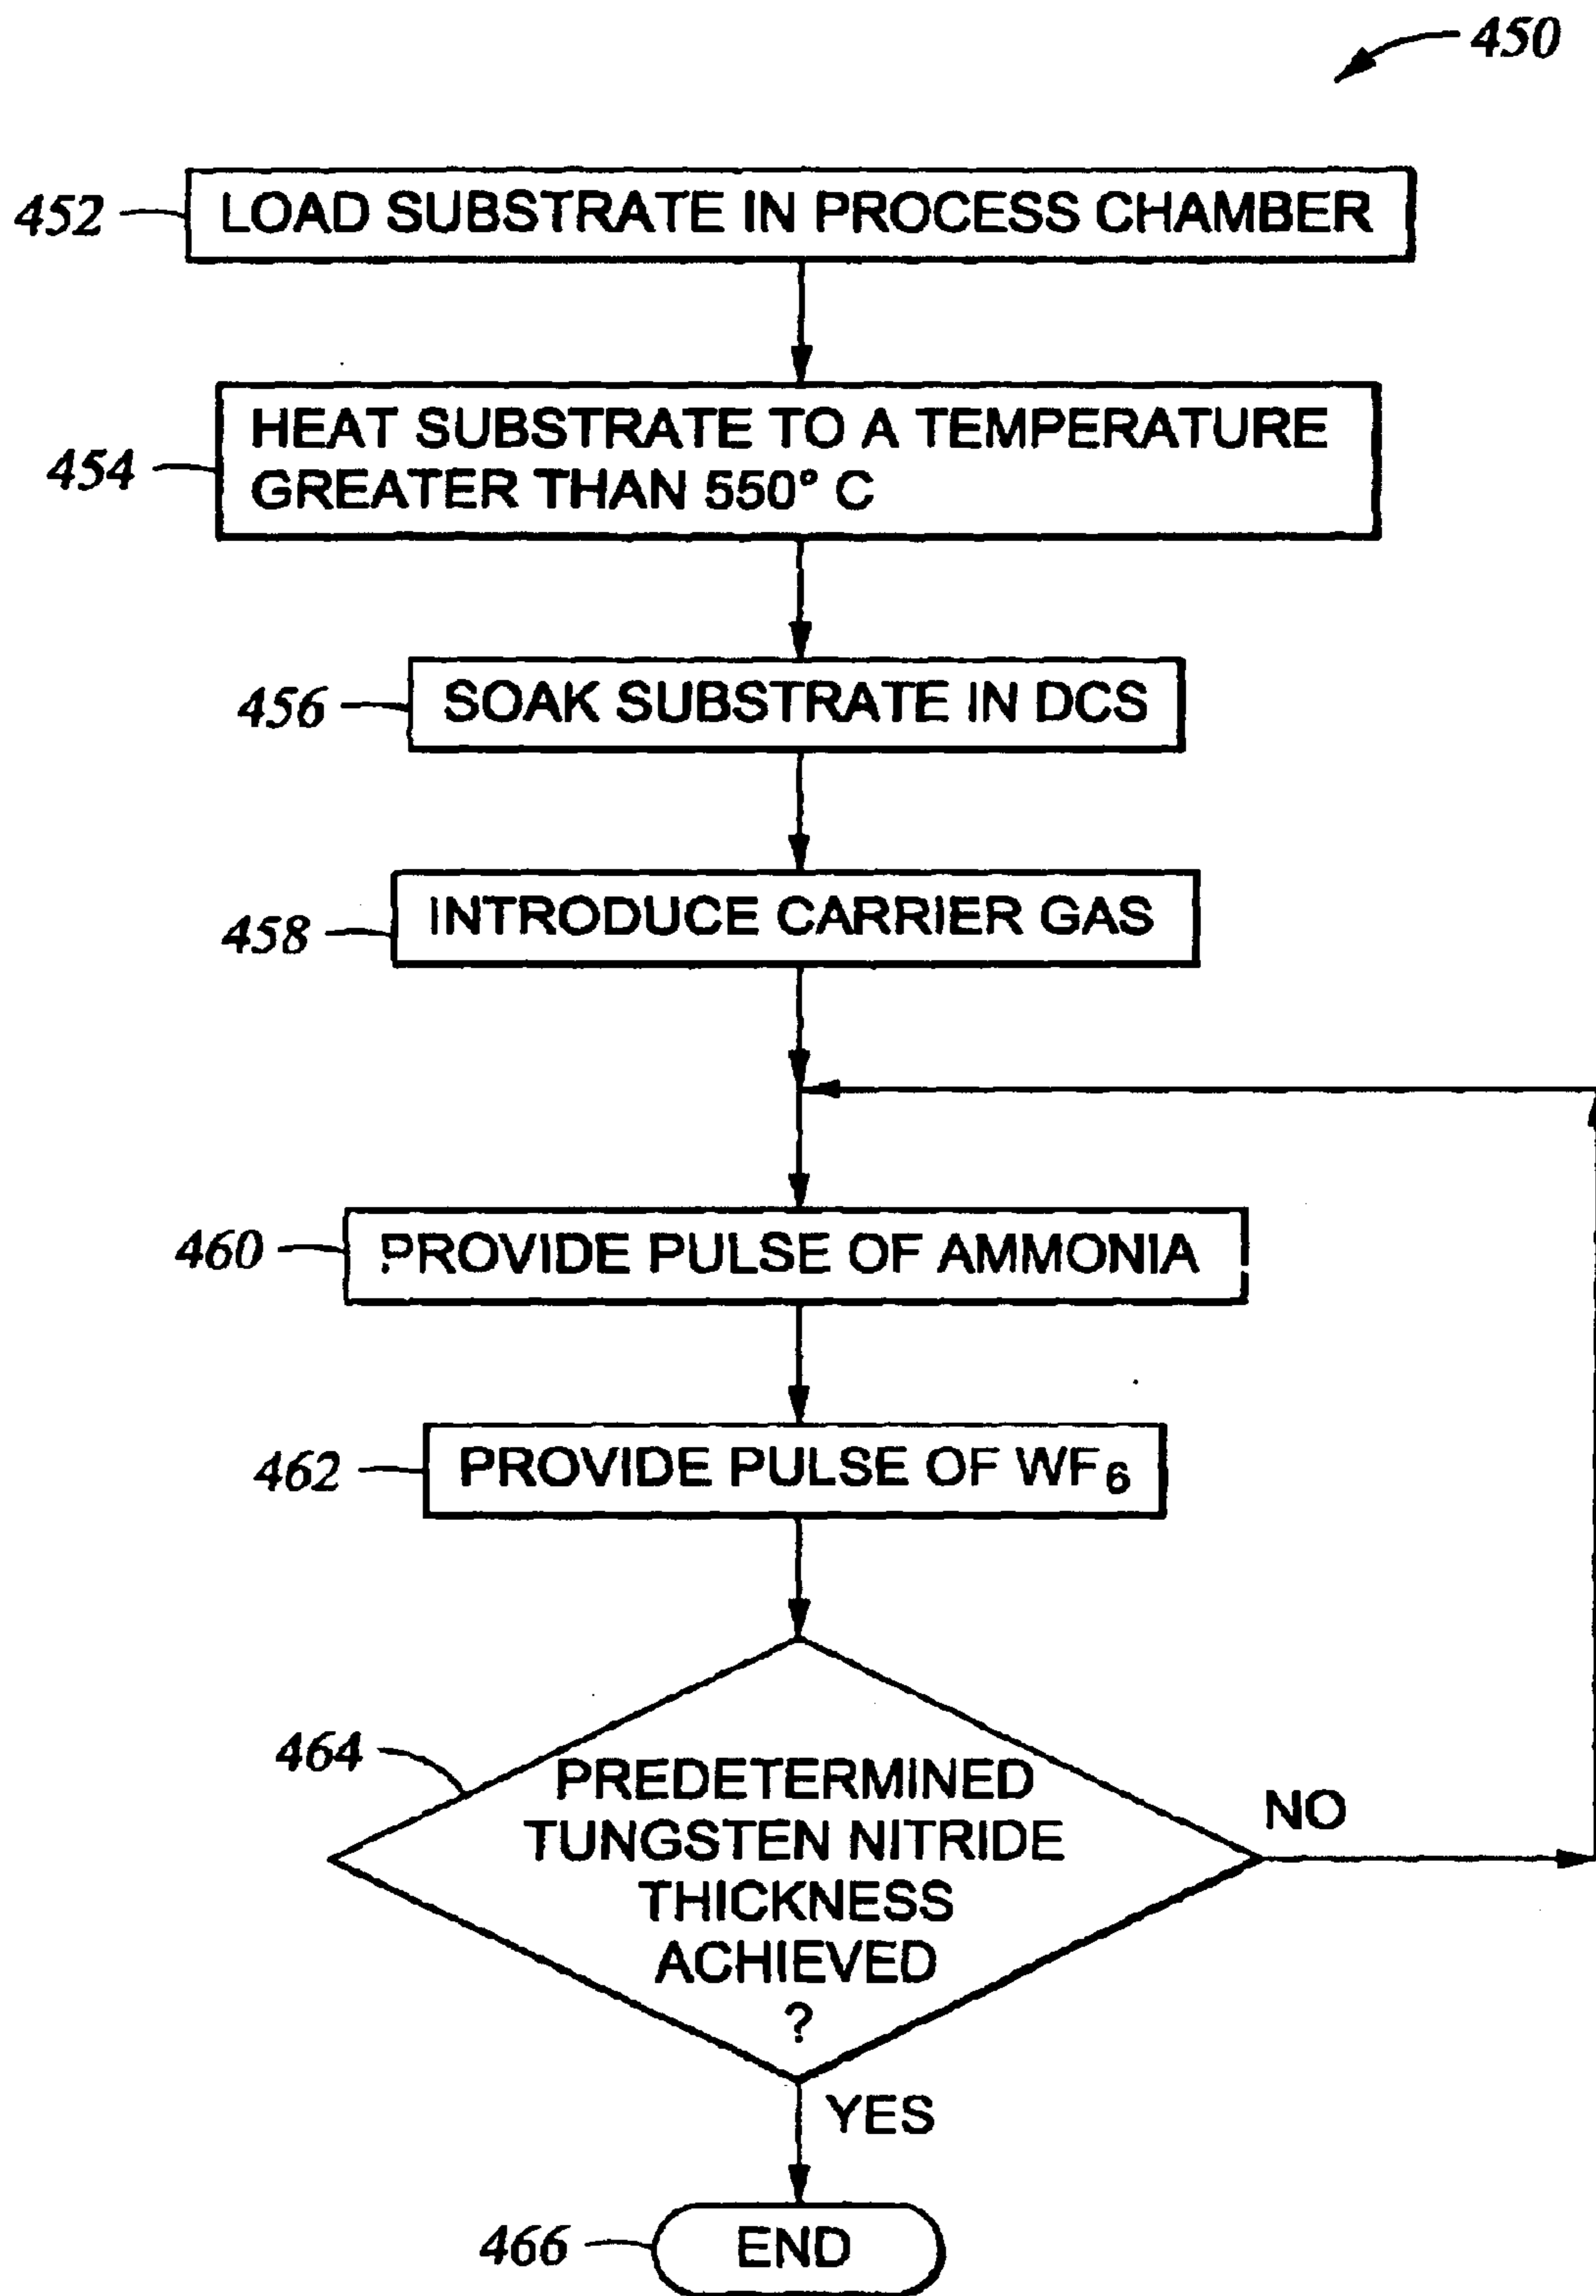 450
452
LOAD SUBSTRATE IN PROCESS CHAMBER
454
HEAT SUBSTRATE TO A TEMPERATURE
GREATER THAN 550° C
456
SOAK SUBSTRATE IN DCS
458
INTRODUCE CARRIER GAS
460
PROVIDE PULSE OF AMMONIA
462
PROVIDE PULSE OF WF₆
464
PREDETERMINED
TUNGSTEN NITRIDE
THICKNESS
ACHIEVED
?
NO
YES
466
END